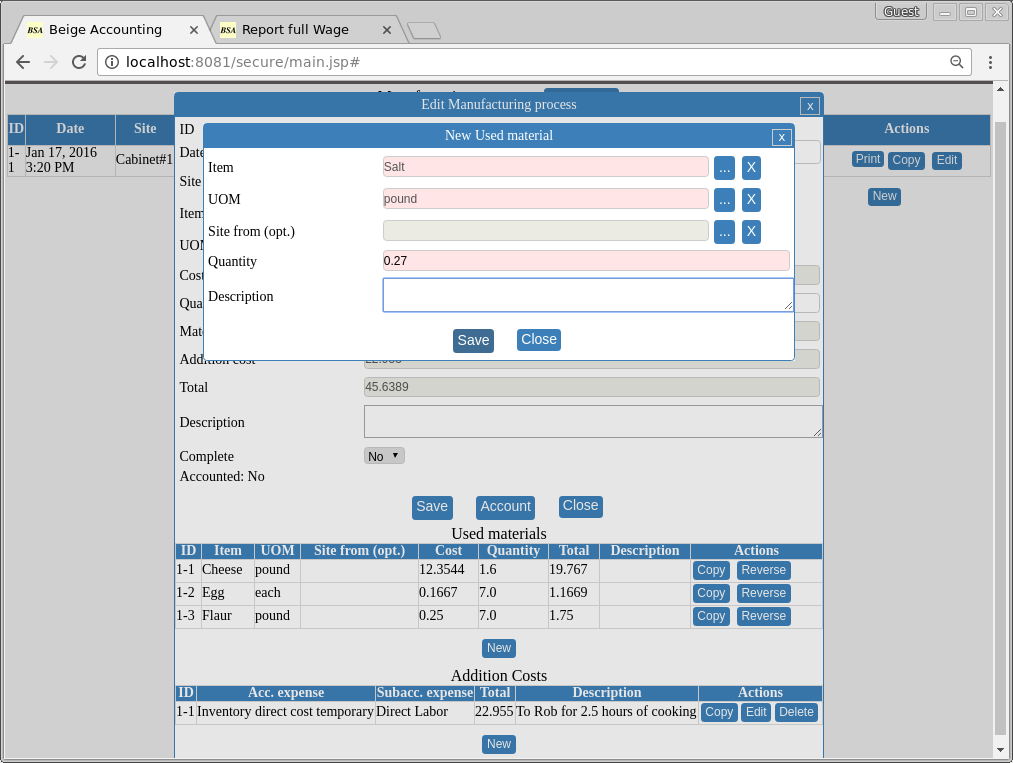 Guest
BSA Beige Accounting
BSA Report full Wage
localhost:8081/secure/main.jsp#
Edit Manufacturing process x
New Used material x
ID Date Site Actions
1-1 Jan 17, 2016 3:20 PM Cabinet#1 Print Copy Edit
New
ID
Date
Site
Item
UOM
Cost
Qua
Mate
Addition cost 22.955
Total 45.6389
Description
Complete No
Accounted: No
Save Account Close
Item Salt ... X
UOM pound ... X
Site from (opt.) ... X
Quantity 0.27
Description
Save Close
Used materials
ID Item UOM Site from (opt.) Cost Quantity Total Description Actions
1-1 Cheese pound 12.3544 1.6 19.767 Copy Reverse
1-2 Egg each 0.1667 7.0 1.1669 Copy Reverse
1-3 Flaur pound 0.25 7.0 1.75 Copy Reverse
New
Addition Costs
ID Acc. expense Subacc. expense Total Description Actions
1-1 Inventory direct cost temporary Direct Labor 22.955 To Rob for 2.5 hours of cooking Copy Edit Delete
New